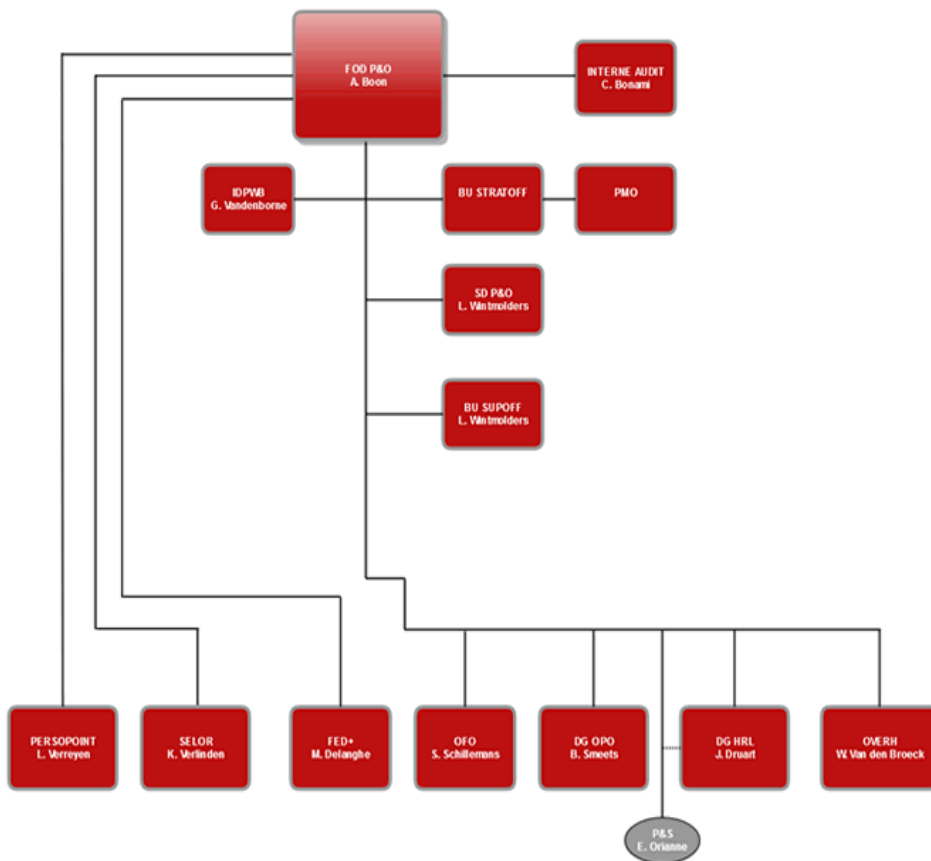 FOD P&O
A. Boon
INTERNE AUDIT
C. Bonami
IDPWB
G. Vandenborne
BU STRATOFF
PMO
SD P&O
L. Wintmolders
BU SUPOFF
L. Wintmolders
PERSOPOINT
L. Verreyen
SELOR
K. Verlinden
FED+
M. Delanghe
OFO
S. Schillemans
DG OPO
B. Smeets
DG HRL
J. Druart
OVERH
W. Van den Broeck
P&S
E. Orianne